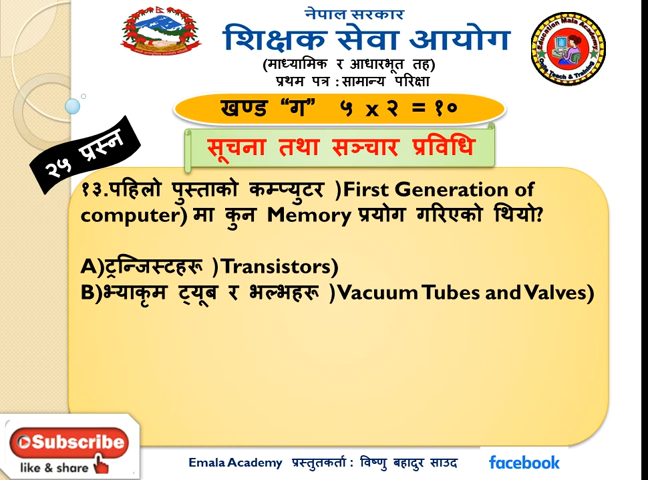 नेपाल सरकार
शिक्षक सेवा आयोग
(माध्यामिक र आधारभूत तह)
प्रथम पत्र : सामान्य परिक्षा
खण्ड “ग” ५ x २ = १०
२५ प्रस्न
सूचना तथा सञ्चार प्रविधि
१३.पहिलो पुस्ताको कम्प्युटर )First Generation of
computer) मा कुन Memory प्रयोग गरिएको थियो?
A)ट्रन्जिस्टहरू )Transistors)
B)भ्याकृम ट्यूब र भल्भहरू )Vacuum Tubes and Valves)
Subscribe
like & share
Emala Academy प्रस्तुतकर्ता : विष्णु बहादुर साउद
facebook